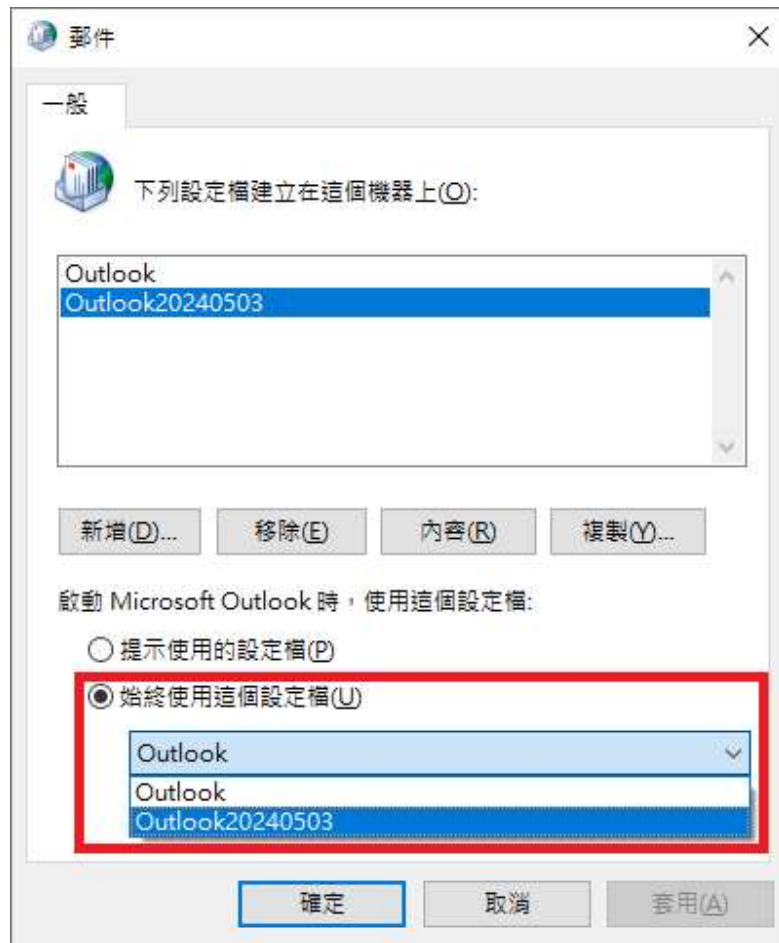 郵件
一般
下列設定檔建立在這個機器上(O):
Outlook
Outlook20240503
新增(D)... 移除(E) 內容(R) 複製(Y)...
啟動 Microsoft Outlook 時，使用這個設定檔:
提示使用的設定檔(P)
始終使用這個設定檔(U)
Outlook
Outlook
Outlook20240503
確定 取消 套用(A)